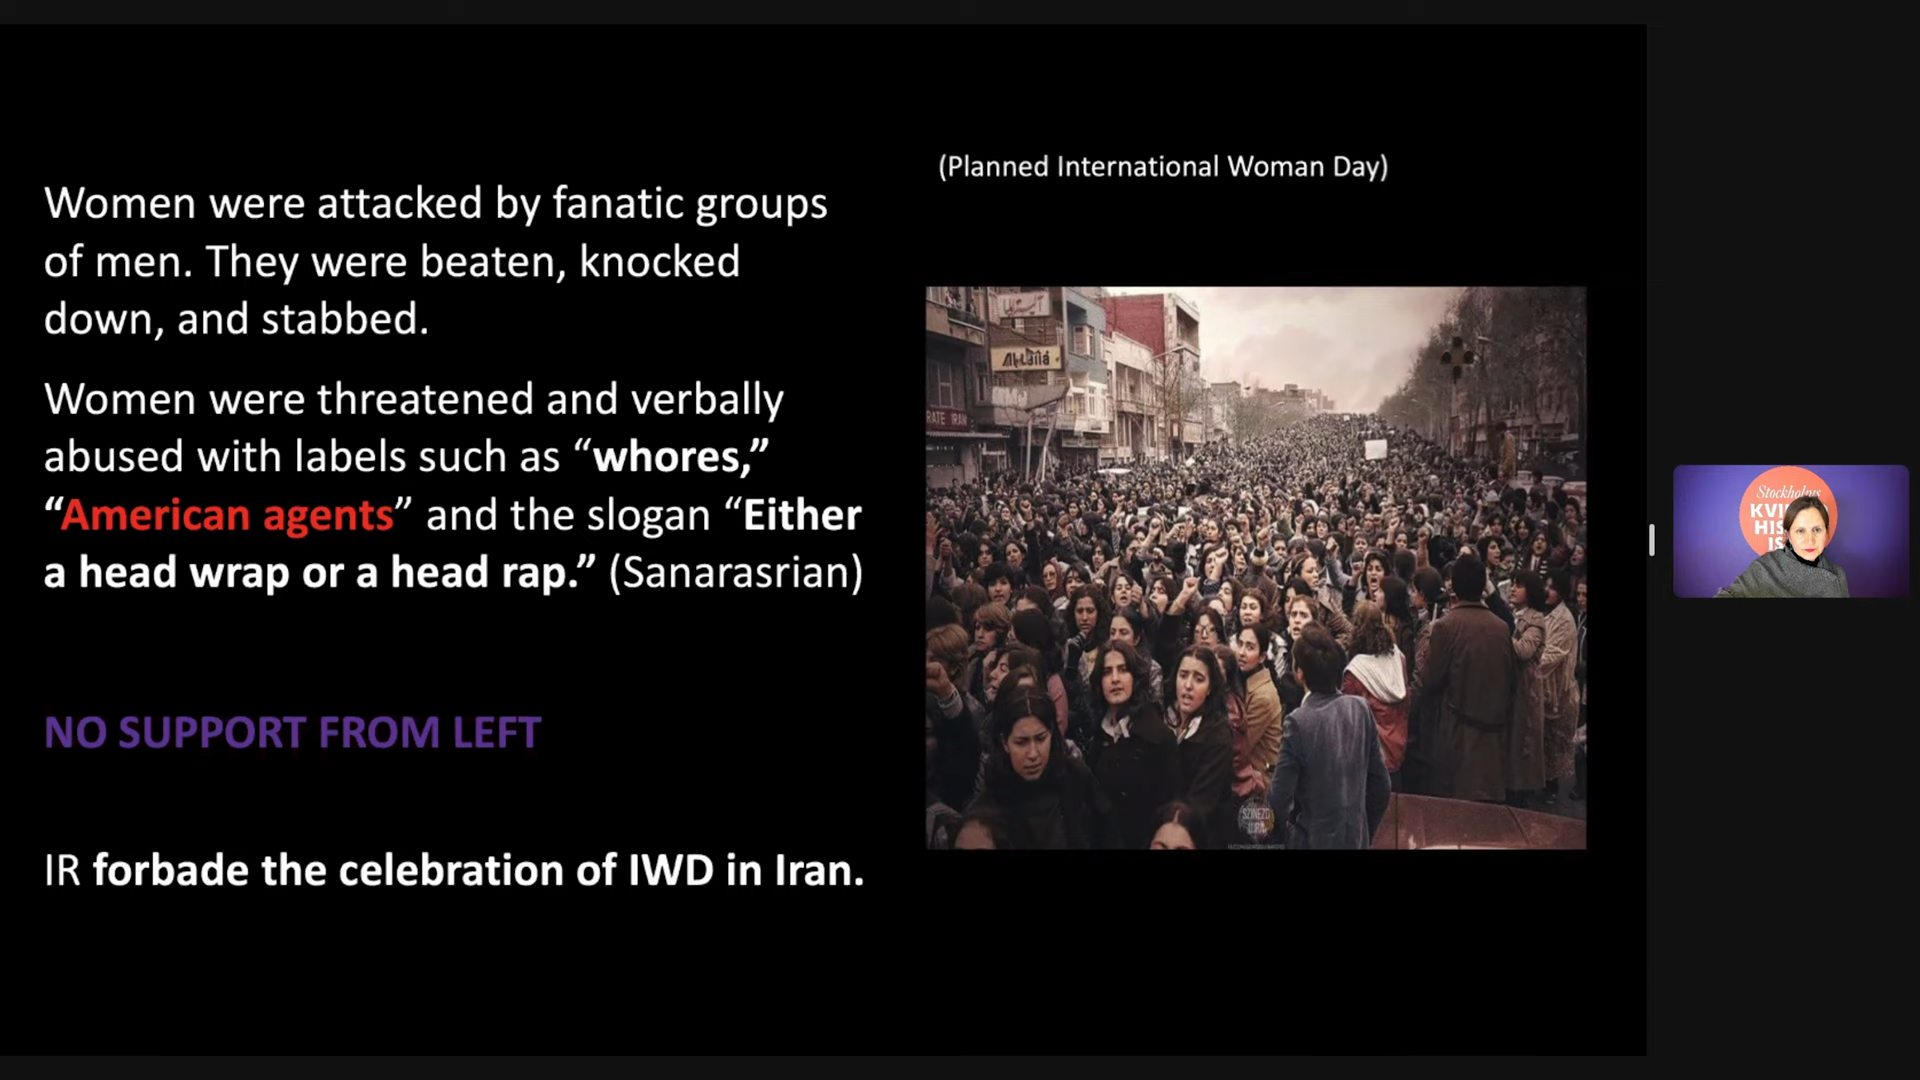 Women were attacked by fanatic groups
of men. They were beaten, knocked
down, and stabbed.
Women were threatened and verbally
abused with labels such as “whores,”
“American agents” and the slogan “Either
a head wrap or a head rap.” (Sanarasrian)
NO SUPPORT FROM LEFT
IR forbade the celebration of IWD in Iran.
(Planned International Woman Day)
RATE IRAN
Stockholms
KVI
HIS